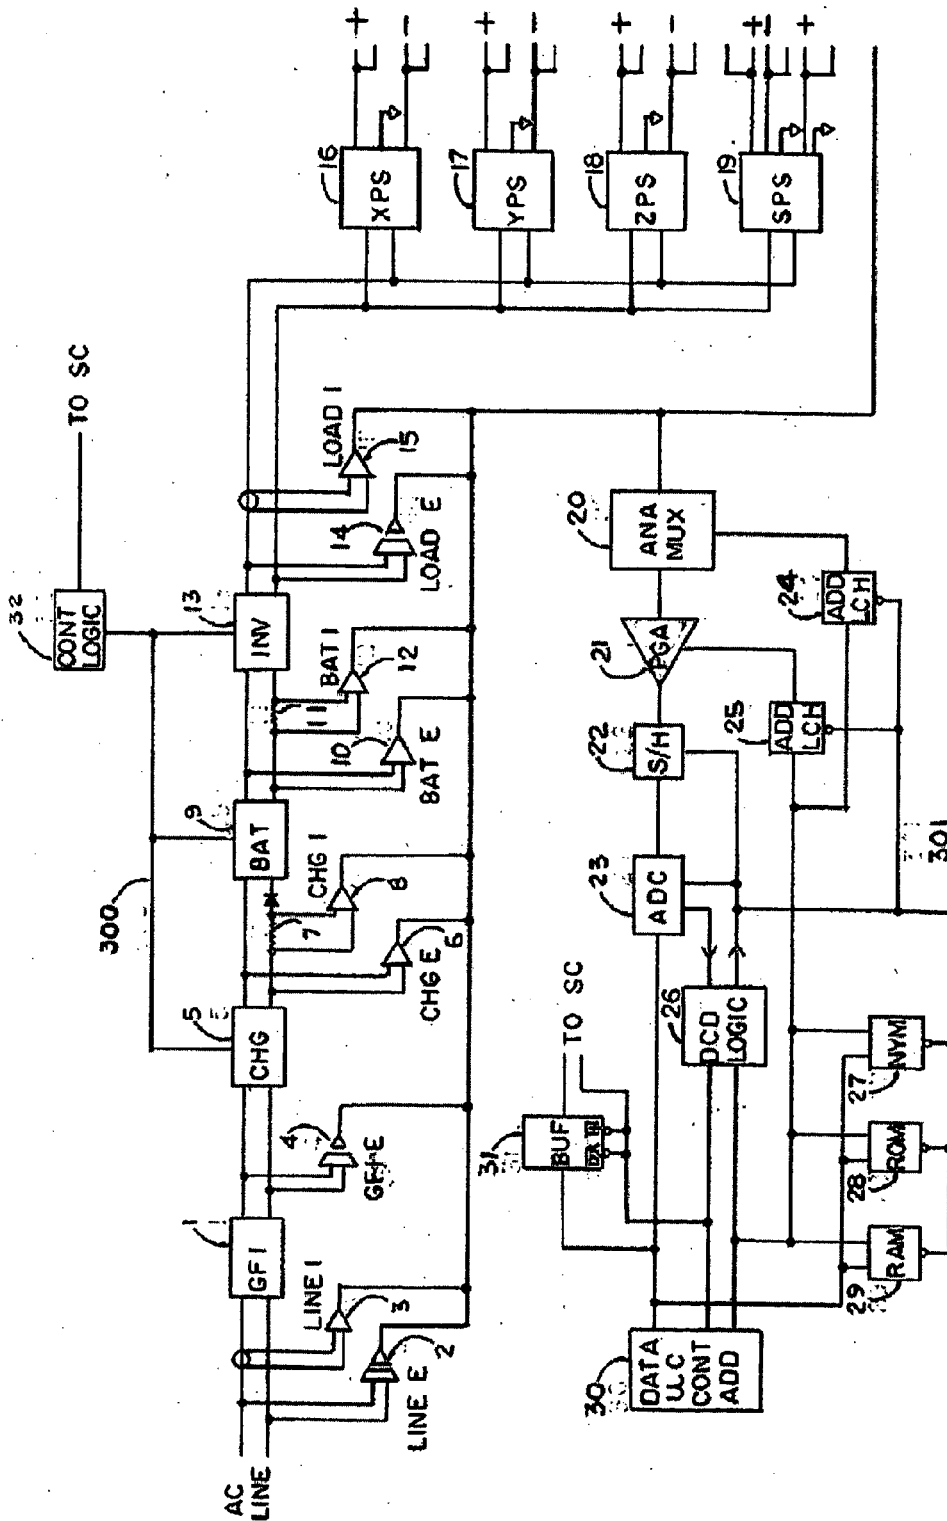 32
CONT
LOGIC
TO SC
300
AC
LINE
LINE E
2
LINE I
3
1
GFI
GFI E
4
5
CHG
CHG E
6
7
CHG I
8
9
BAT
BAT E
10
11
BAT I
12
13
INV
14
LOAD E
LOAD I
15
16
XPS
+
-
17
YPS
+
-
18
ZPS
+
-
19
SPS
+
-
+
20
ANA
MUX
21
PGA
22
S/H
23
ADC
24
ADD
LCH
25
ADD
LCH
26
DCD
LOGIC
301
27
NYM
28
ROM
29
RAM
30
DATA
UC
CONT
ADD
31
BUF
TO SC